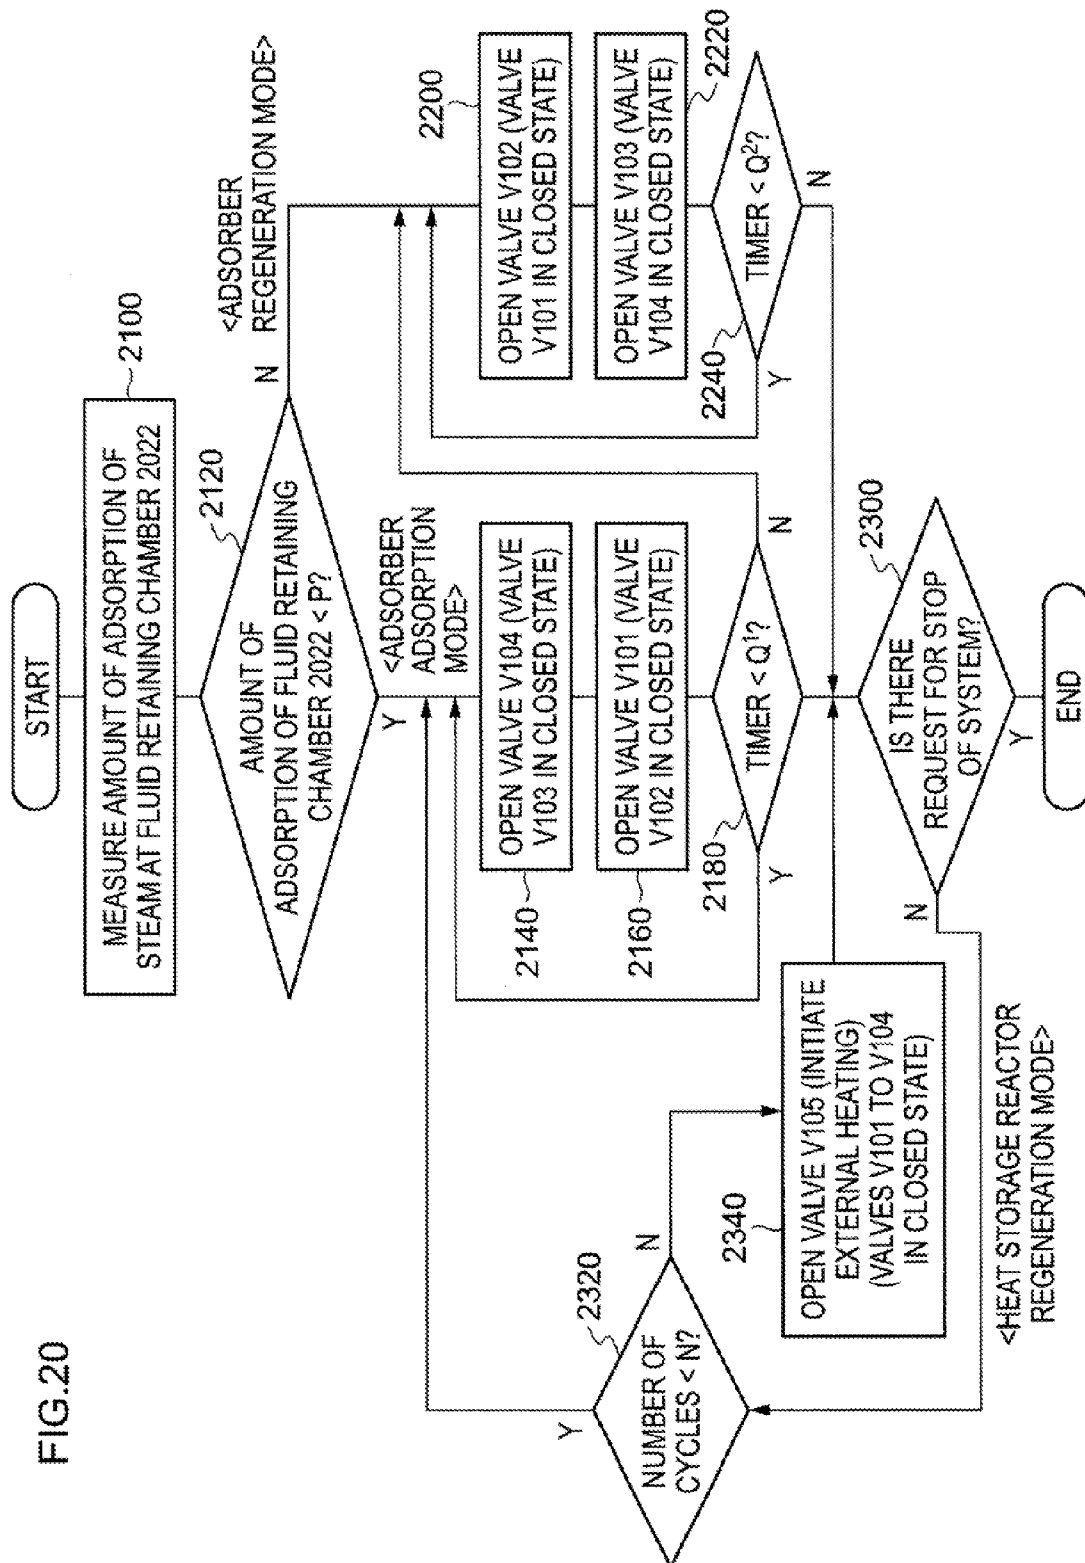 FIG.20
START
2100
MEASURE AMOUNT OF ADSORPTION OF
STEAM AT FLUID RETAINING CHAMBER 2022
2120
AMOUNT OF
ADSORPTION OF FLUID RETAINING
CHAMBER 2022 < P?
N
<ADSORBER
REGENERATION MODE>
Y
<ADSORBER
ADSORPTION
MODE>
2140
OPEN VALVE V104 (VALVE
V103 IN CLOSED STATE)
2160
OPEN VALVE V101 (VALVE
V102 IN CLOSED STATE)
2180
TIMER < Q¹?
Y
N
2200
OPEN VALVE V102 (VALVE
V101 IN CLOSED STATE)
2220
OPEN VALVE V103 (VALVE
V104 IN CLOSED STATE)
2240
TIMER < Q²?
Y
N
2300
IS THERE
REQUEST FOR STOP
OF SYSTEM?
N
Y
END
<HEAT STORAGE REACTOR
REGENERATION MODE>
2320
NUMBER OF
CYCLES < N?
Y
N
2340
OPEN VALVE V105 (INITIATE
EXTERNAL HEATING)
(VALVES V101 TO V104
IN CLOSED STATE)